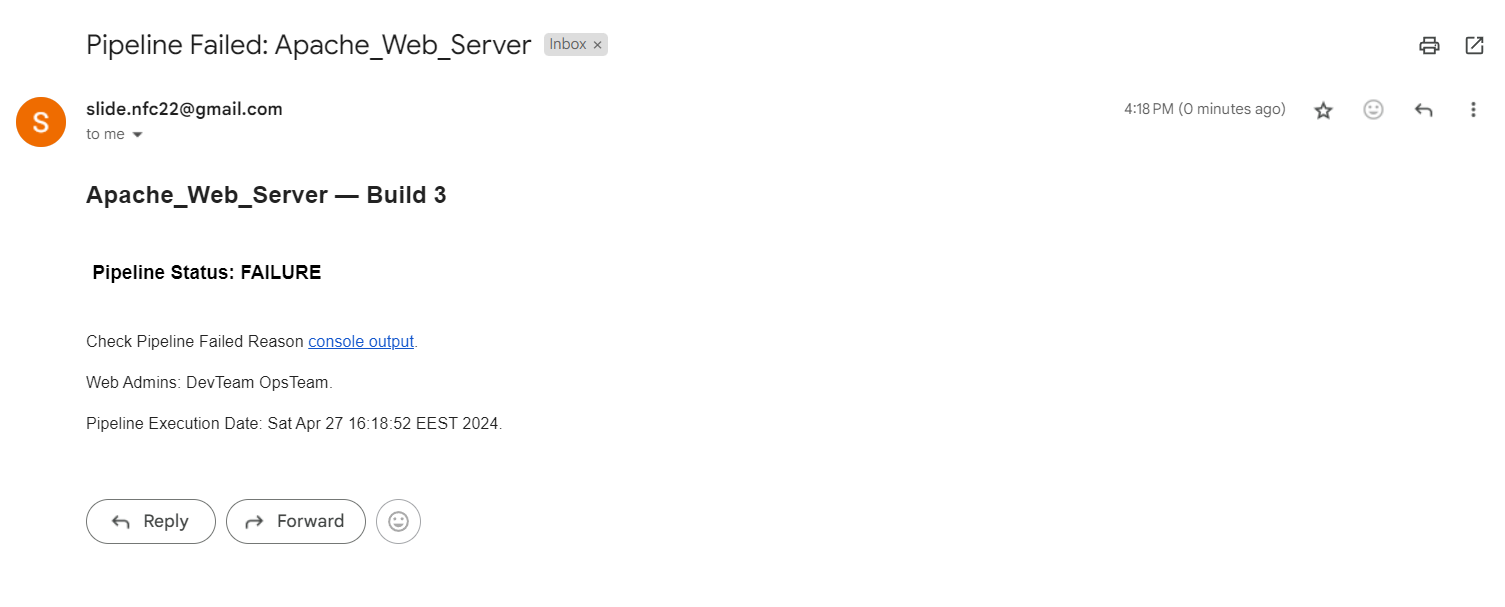 Pipeline Failed: Apache_Web_Server Inbox ×
S
slide.nfc22@gmail.com 4:18 PM (0 minutes ago)
to me
Apache_Web_Server — Build 3
Pipeline Status: FAILURE
Check Pipeline Failed Reason console output.
Web Admins: DevTeam OpsTeam.
Pipeline Execution Date: Sat Apr 27 16:18:52 EEST 2024.
Reply Forward